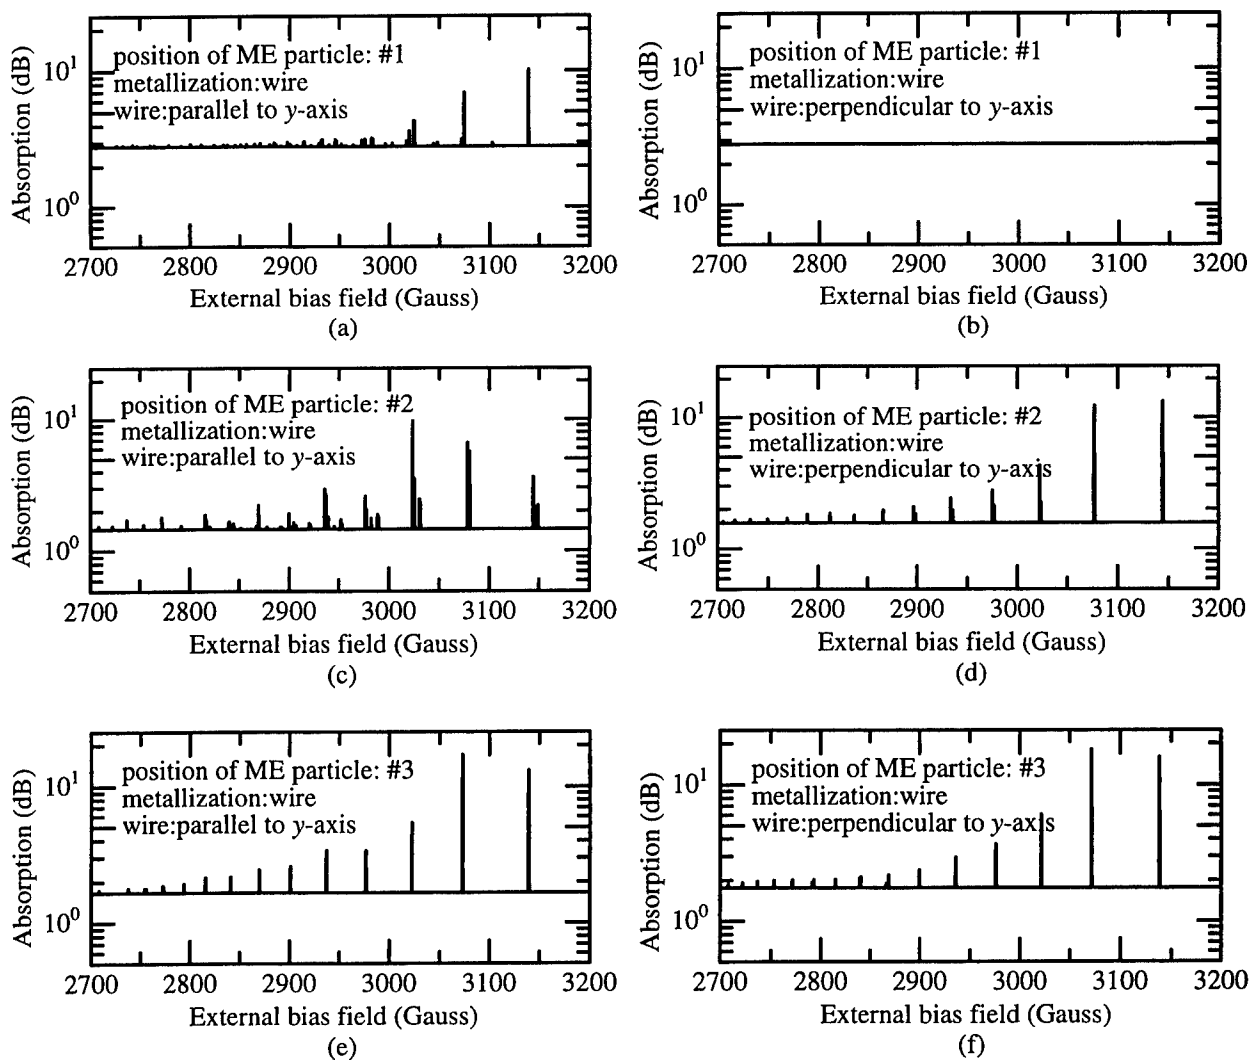 Absorption (dB)
10¹
10⁰
position of ME particle: #1
metallization:wire
wire:parallel to y-axis
2700 2800 2900 3000 3100 3200
External bias field (Gauss)
(a)
Absorption (dB)
10¹
10⁰
position of ME particle: #1
metallization:wire
wire:perpendicular to y-axis
2700 2800 2900 3000 3100 3200
External bias field (Gauss)
(b)
Absorption (dB)
10¹
10⁰
position of ME particle: #2
metallization:wire
wire:parallel to y-axis
2700 2800 2900 3000 3100 3200
External bias field (Gauss)
(c)
Absorption (dB)
10¹
10⁰
position of ME particle: #2
metallization:wire
wire:perpendicular to y-axis
2700 2800 2900 3000 3100 3200
External bias field (Gauss)
(d)
Absorption (dB)
10¹
10⁰
position of ME particle: #3
metallization:wire
wire:parallel to y-axis
2700 2800 2900 3000 3100 3200
External bias field (Gauss)
(e)
Absorption (dB)
10¹
10⁰
position of ME particle: #3
metallization:wire
wire:perpendicular to y-axis
2700 2800 2900 3000 3100 3200
External bias field (Gauss)
(f)